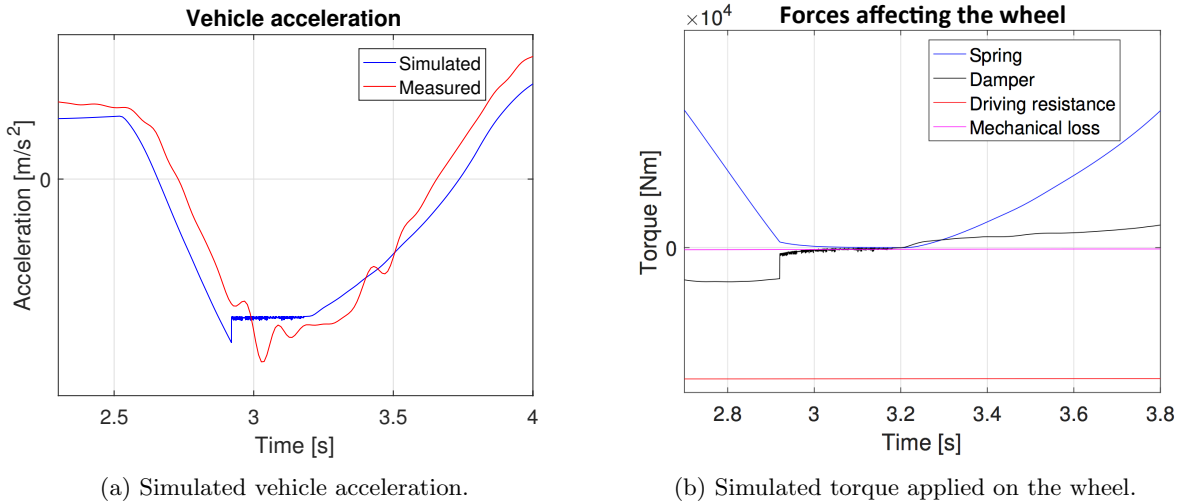 Vehicle acceleration
Simulated
Measured
Acceleration [m/s²]
0
2.5 3 3.5 4
Time [s]
(a) Simulated vehicle acceleration.
Forces affecting the wheel
×10⁴
Spring
Damper
Driving resistance
Mechanical loss
Torque [Nm]
0
2.8 3 3.2 3.4 3.6 3.8
Time [s]
(b) Simulated torque applied on the wheel.